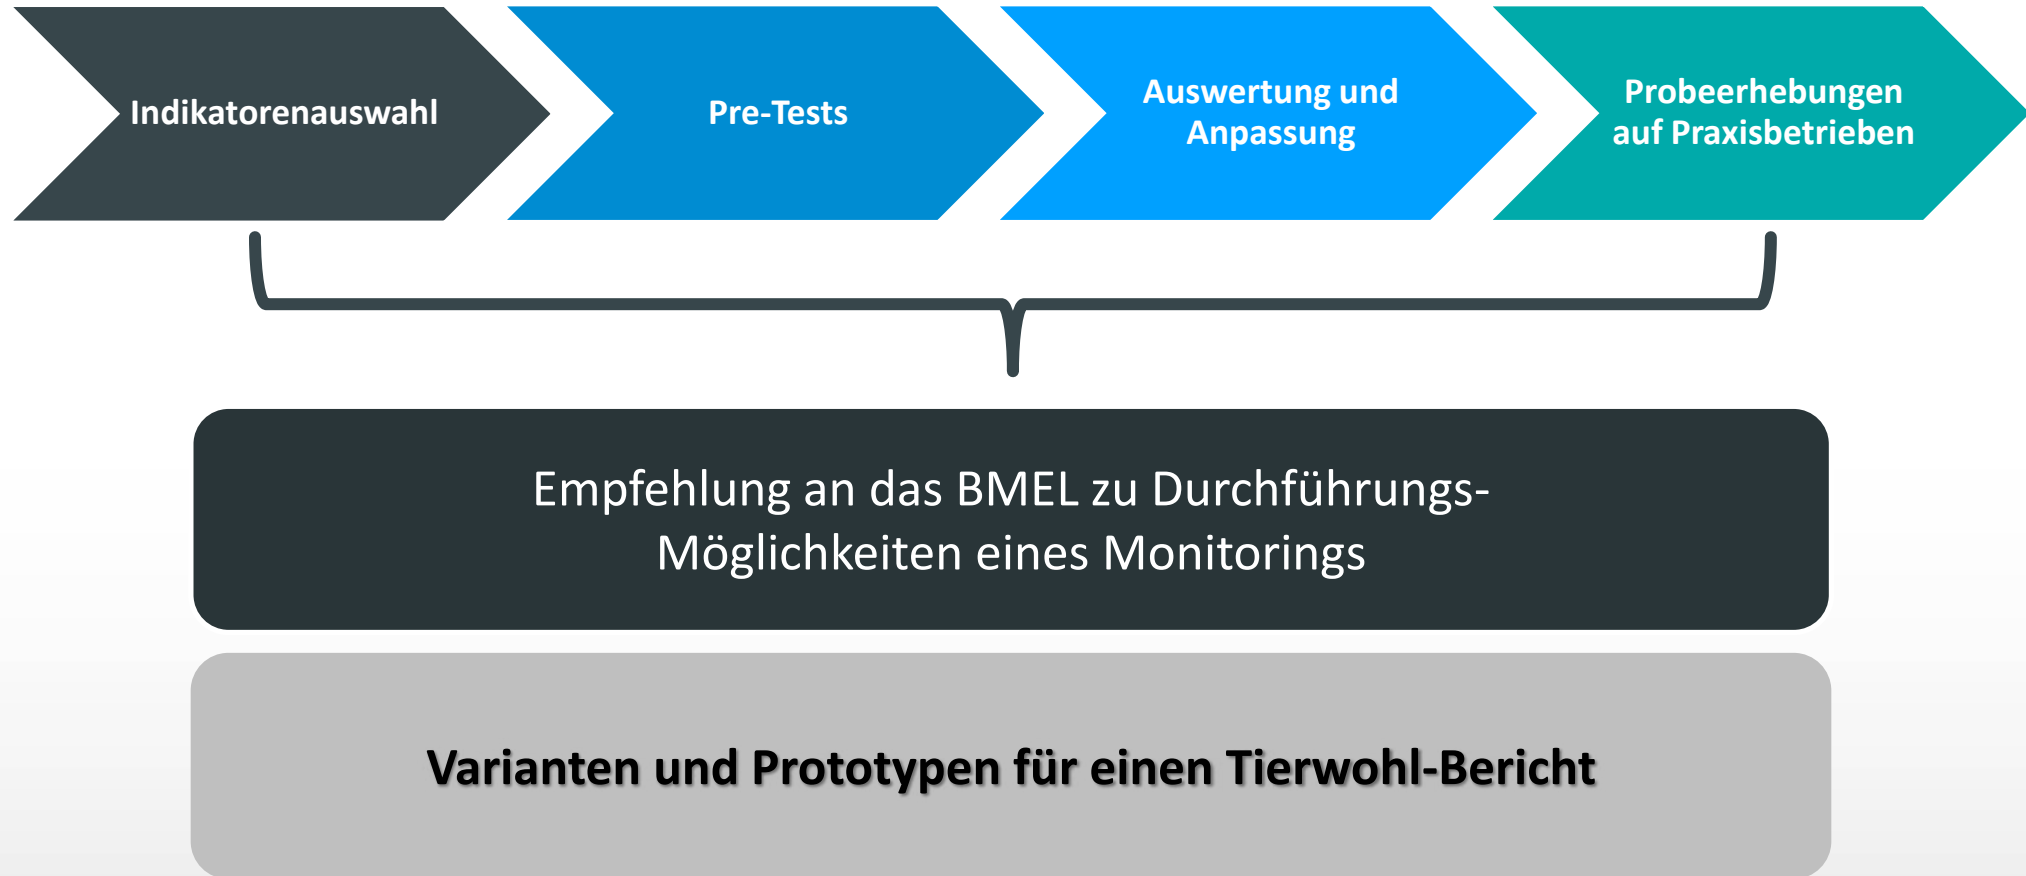 Indikatorenauswahl
Pre-Tests
Auswertung und
Anpassung
Probeerhebungen
auf Praxisbetrieben
Empfehlung an das BMEL zu Durchführungs-
Möglichkeiten eines Monitorings
Varianten und Prototypen für einen Tierwohl-Bericht